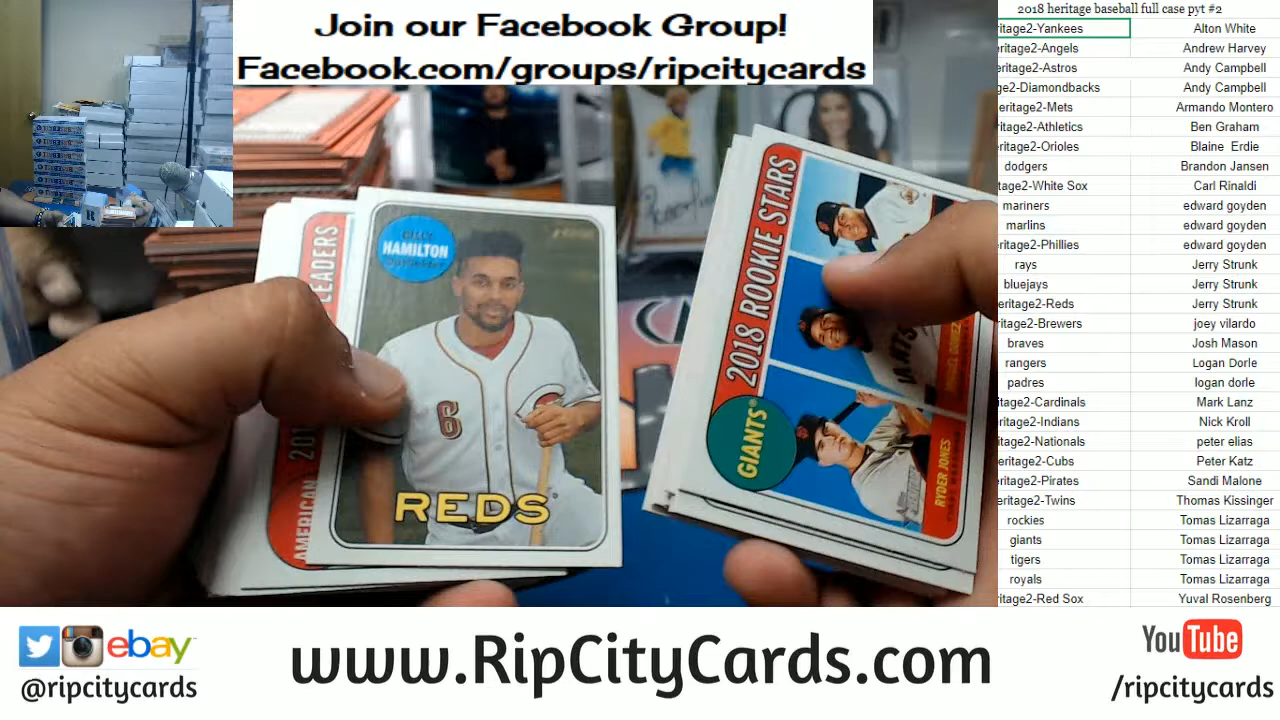 Join our Facebook Group!
Facebook.com/groups/ripcitycards
2018 heritage baseball full case pyt #2
itage2-Yankees Alton White
eritage2-Angels Andrew Harvey
eritage2-Astros Andy Campbell
ge2-Diamondbacks Andy Campbell
eritage2-Mets Armando Montero
eritage2-Athletics Ben Graham
eritage2-Orioles Blaine Erdie
dodgers Brandon Jansen
tage2-White Sox Carl Rinaldi
mariners edward goyden
marlins edward goyden
eritage2-Phillies edward goyden
rays Jerry Strunk
bluejays Jerry Strunk
eritage2-Reds Jerry Strunk
eritage2-Brewers joey vilardo
braves Josh Mason
rangers Logan Dorle
padres logan dorle
tage2-Cardinals Mark Lanz
eritage2-Indians Nick Kroll
tage2-Nationals peter elias
eritage2-Cubs Peter Katz
eritage2-Pirates Sandi Malone
eritage2-Twins Thomas Kissinger
rockies Tomas Lizarraga
giants Tomas Lizarraga
tigers Tomas Lizarraga
royals Tomas Lizarraga
itage2-Red Sox Yuval Rosenberg
LEADERS
AMERICAN 20
BILLY
HAMILTON
OUTFIELD
6
REDS
2018 ROOKIE STARS
GIANTS
RYDER JONES
www.RipCityCards.com
ebay
@ripcitycards
YouTube
/ripcitycards